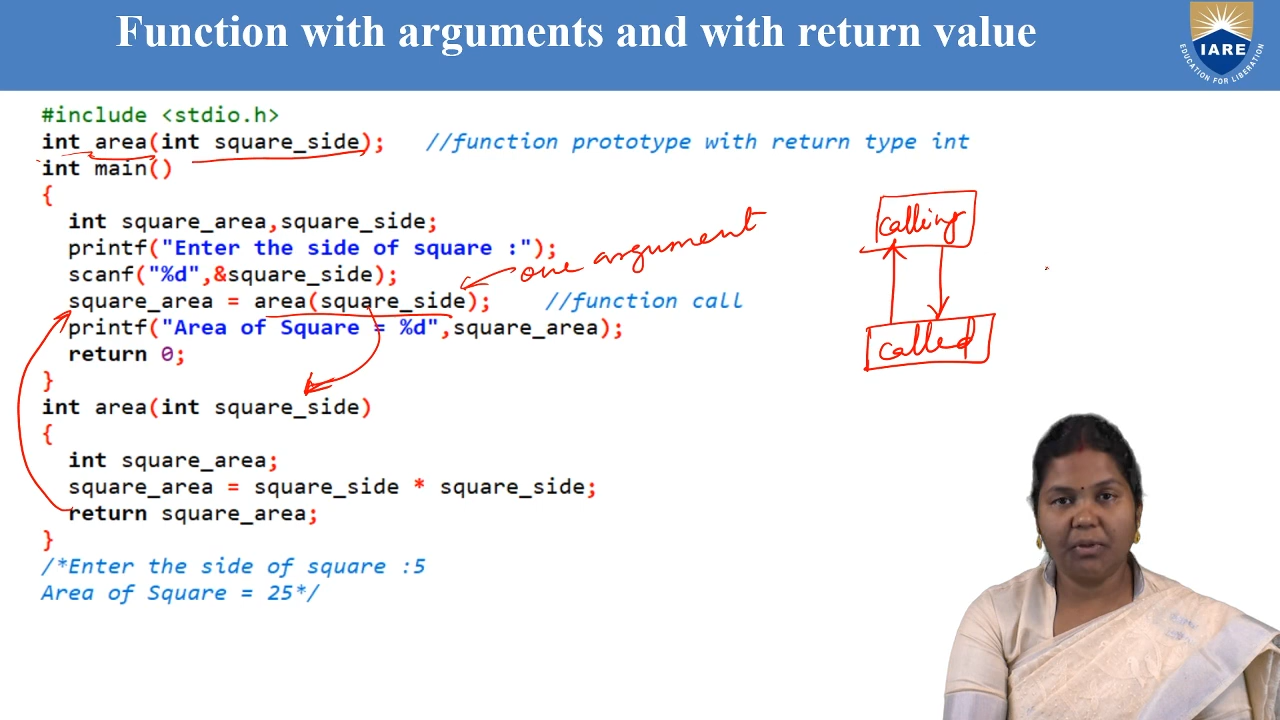 Function with arguments and with return value
IARE
EDUCATION FOR LIBERATION
#include <stdio.h>
int area(int square_side);   //function prototype with return type int
int main()
{
int square_area,square_side;
printf("Enter the side of square :");
scanf("%d",&square_side);
one argument
square_area = area(square_side);    //function call
printf("Area of Square = %d",square_area);
return 0;
}
int area(int square_side)
{
int square_area;
square_area = square_side * square_side;
return square_area;
}
/*Enter the side of square :5
Area of Square = 25*/
calling
called